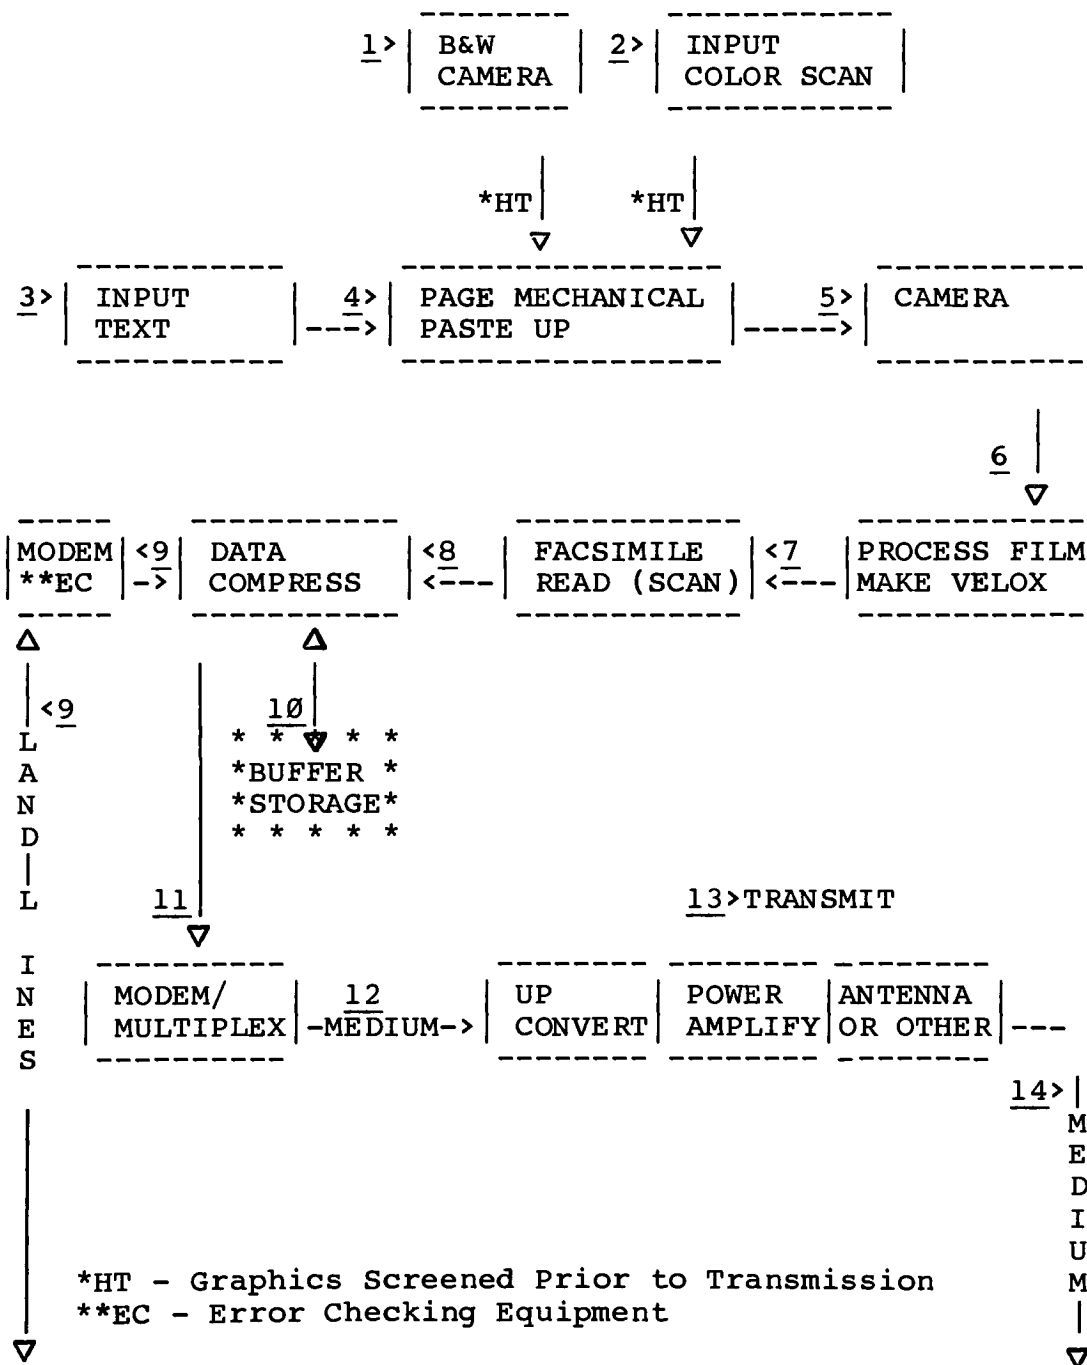 1> B&W 2> INPUT
CAMERA COLOR SCAN
*HT *HT
3> INPUT 4> PAGE MECHANICAL 5> CAMERA
TEXT ----> PASTE UP ----->
6
MODEM <9 DATA <8 FACSIMILE <7 PROCESS FILM
**EC -> COMPRESS <--- READ (SCAN) <--- MAKE VELOX
<9
10
* * * * *
*BUFFER *
*STORAGE*
* * * * *
LAND LINES
11 13>TRANSMIT
MODEM/ 12 UP POWER ANTENNA
MULTIPLEX -MEDIUM-> CONVERT AMPLIFY OR OTHER ---
14>
MEDIUM
*HT - Graphics Screened Prior to Transmission
**EC - Error Checking Equipment